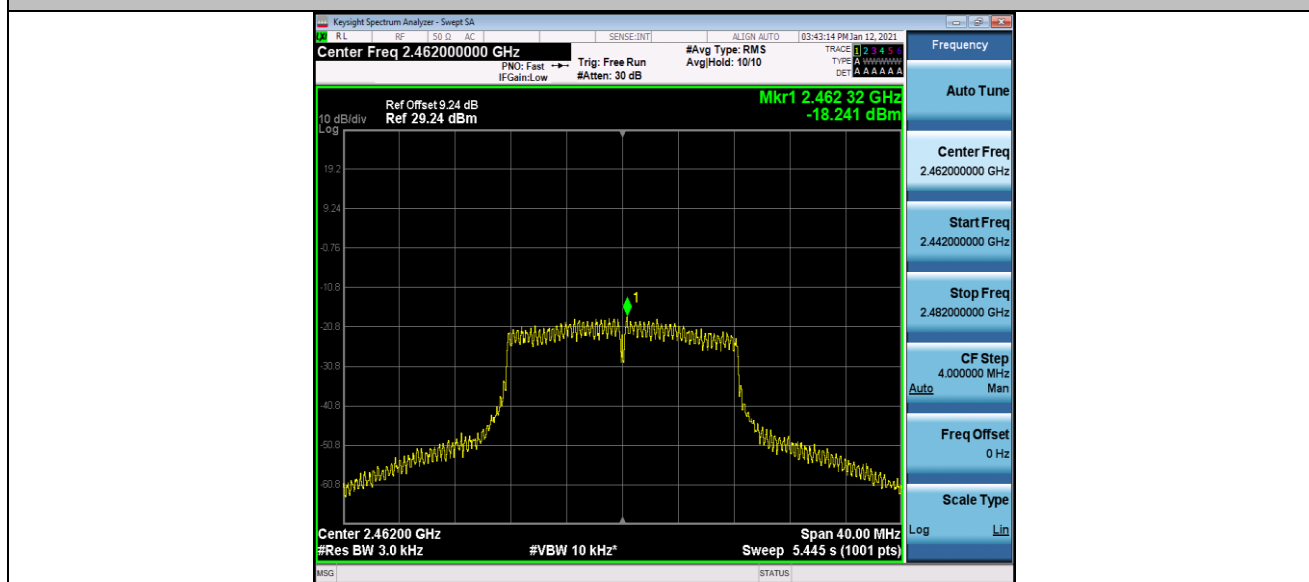 Keysight Spectrum Analyzer - Swept SA
RL RF 50 Ω AC SENSE:INT ALIGN AUTO 03:43:14 PM Jan 12, 2021
Center Freq 2.462000000 GHz
PNO: Fast
IFGain:Low
Trig: Free Run
#Atten: 30 dB
#Avg Type: RMS
Avg|Hold: 10/10
TRACE 1 2 3 4 5 6
TYPE A WWWWW
DET A A A A A A
Frequency
Mkr1 2.462 32 GHz
-18.241 dBm
Ref Offset 9.24 dB
10 dB/div Ref 29.24 dBm
Log
19.2
9.24
-0.76
-10.8
-20.8
-30.8
-40.8
-50.8
-60.8
1
Center 2.46200 GHz
Span 40.00 MHz
#Res BW 3.0 kHz
#VBW 10 kHz*
Sweep 5.445 s (1001 pts)
Auto Tune
Center Freq
2.462000000 GHz
Start Freq
2.442000000 GHz
Stop Freq
2.482000000 GHz
CF Step
4.000000 MHz
Auto Man
Freq Offset
0 Hz
Scale Type
Log Lin
MSG STATUS